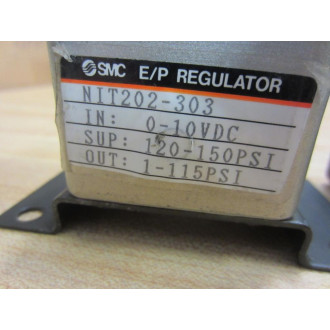 SMC E/P REGULATOR
NIT202-303
IN: 0-10VDC
SUP: 120-150PSI
OUT: 1-115PSI